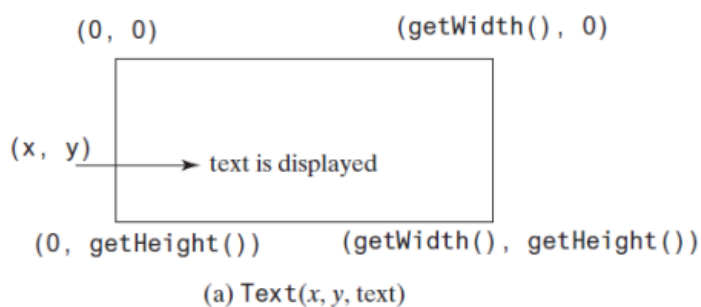 (0, 0) (getWidth(), 0)
(x, y) text is displayed
(0, getHeight()) (getWidth(), getHeight())
(a) Text(x, y, text)